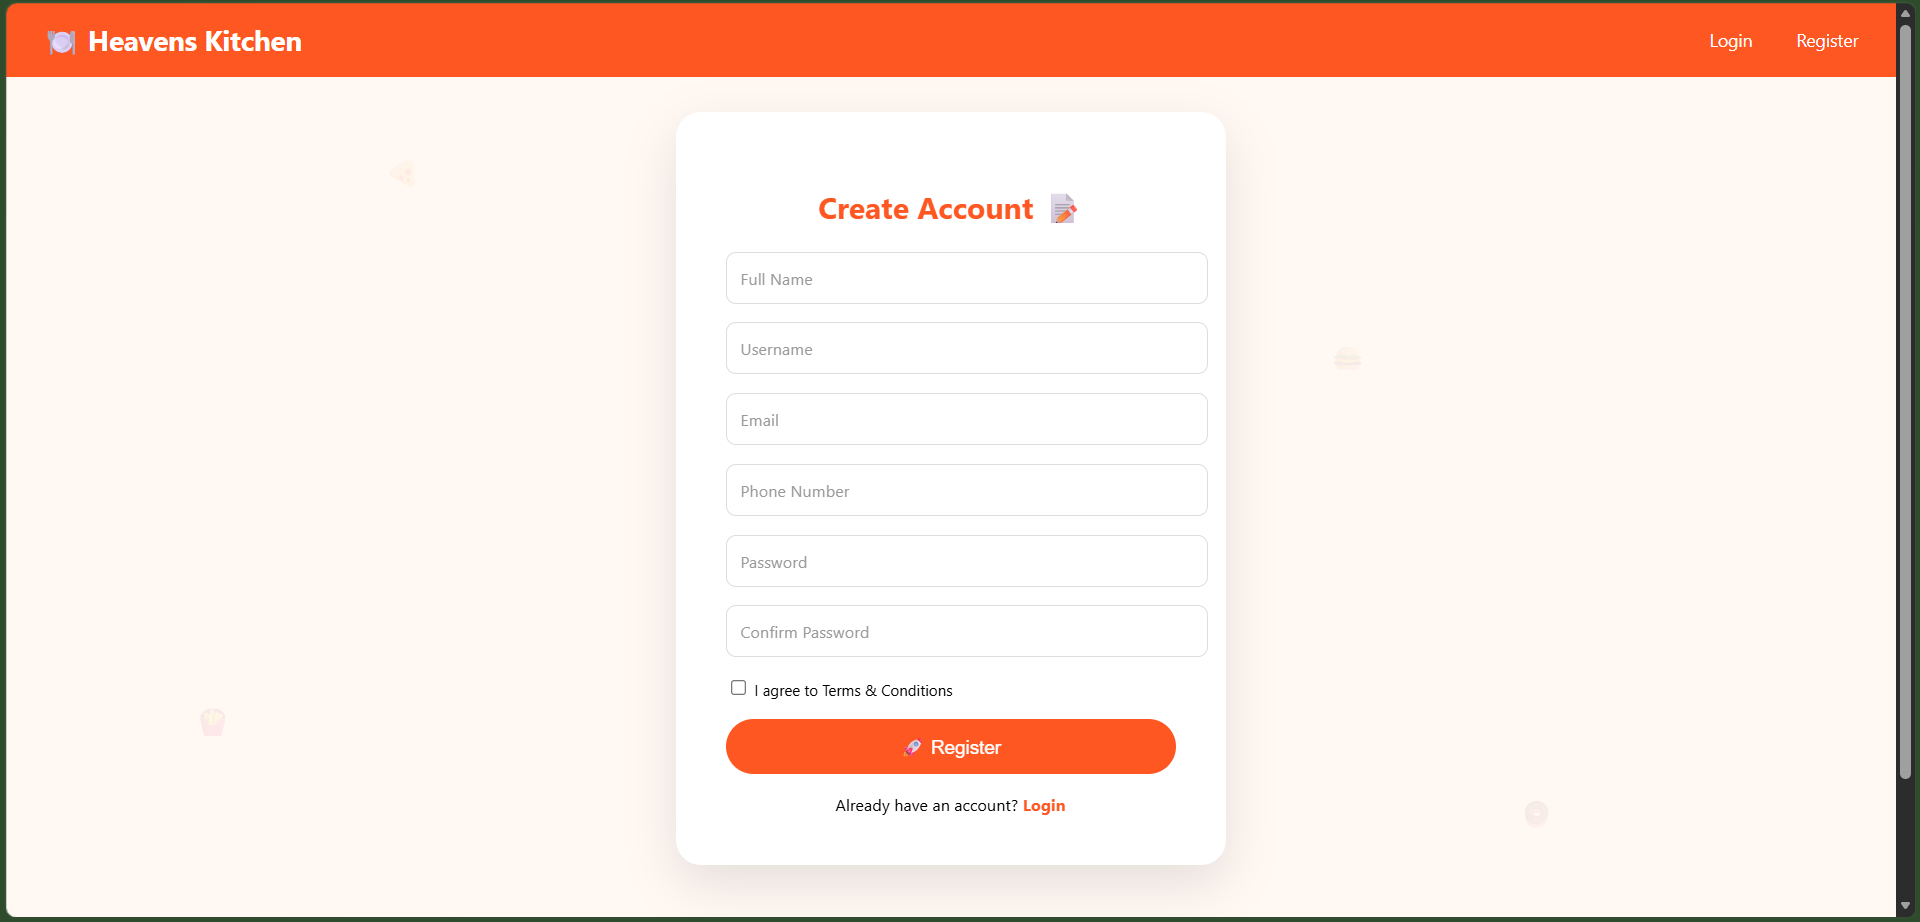 Heavens Kitchen
Login
Register
Create Account
Full Name
Username
Email
Phone Number
Password
Confirm Password
I agree to Terms & Conditions
Register
Already have an account? Login